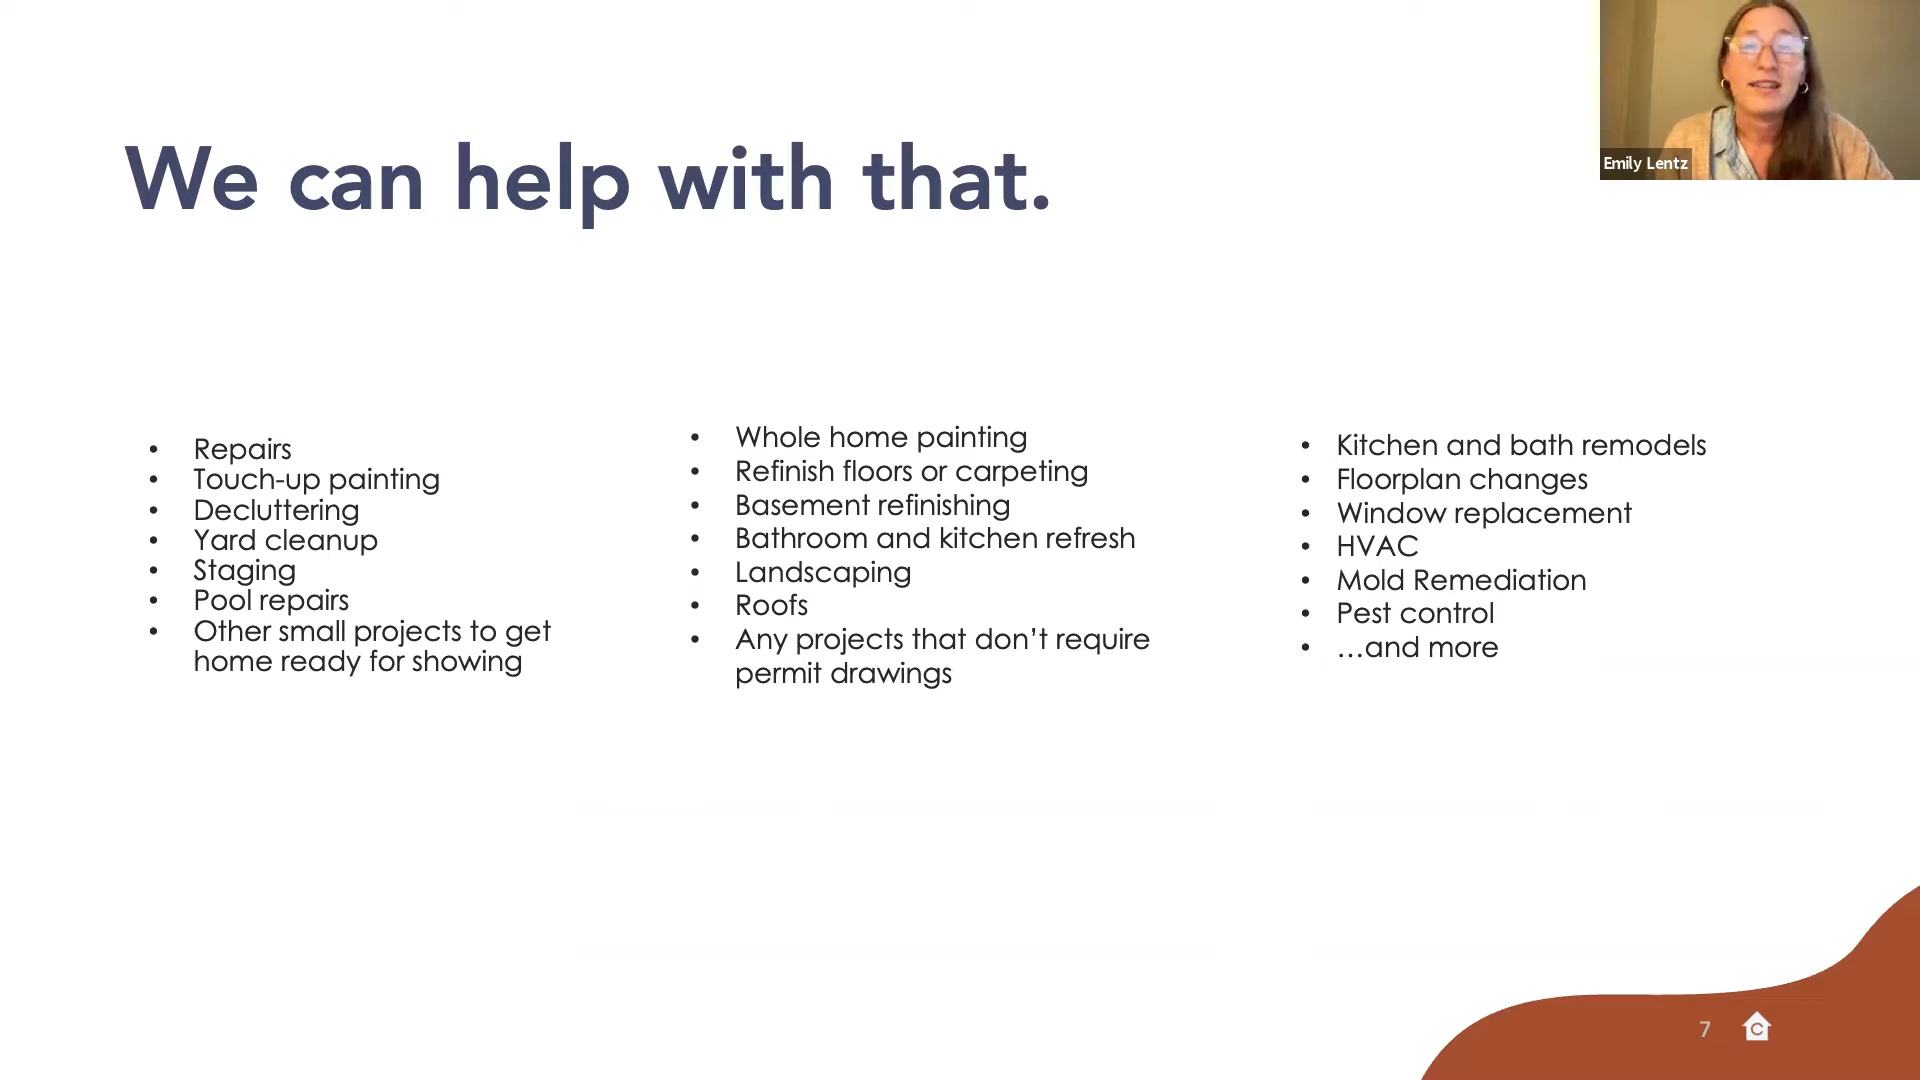 We can help with that.
Emily Lentz
• Repairs
• Touch-up painting
• Decluttering
• Yard cleanup
• Staging
• Pool repairs
• Other small projects to get
home ready for showing
• Whole home painting
• Refinish floors or carpeting
• Basement refinishing
• Bathroom and kitchen refresh
• Landscaping
• Roofs
• Any projects that don’t require
permit drawings
• Kitchen and bath remodels
• Floorplan changes
• Window replacement
• HVAC
• Mold Remediation
• Pest control
• …and more
7
C